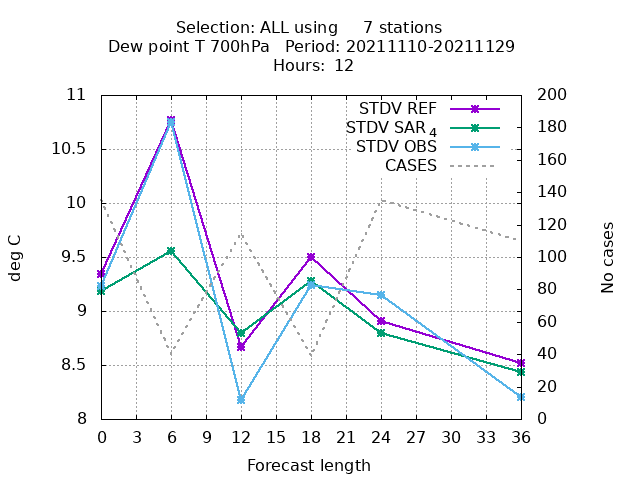 Selection: ALL using     7 stations
Dew point T 700hPa   Period: 20211110-20211129
Hours:  12
STDV REF
STDV SAR4
STDV OBS
CASES
deg C
11
10.5
10
9.5
9
8.5
8
200
180
160
140
120
100
80
60
40
20
0
No cases
0 3 6 9 12 15 18 21 24 27 30 33 36
Forecast length